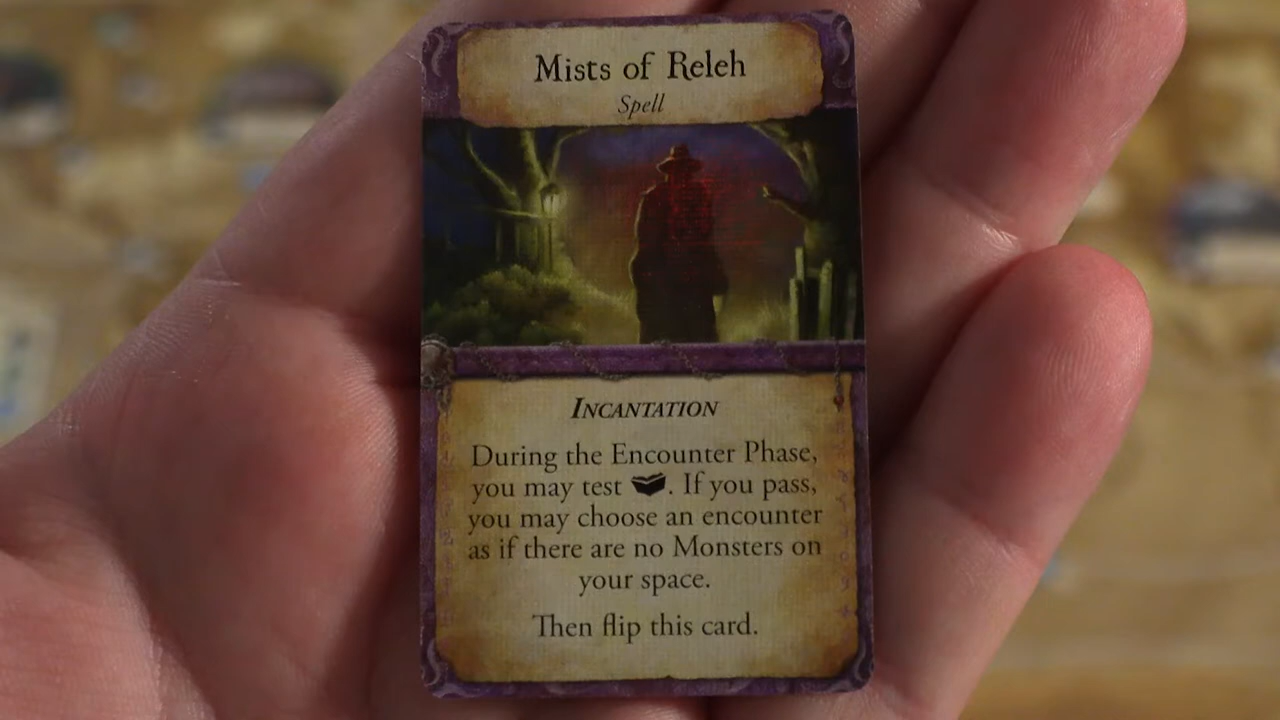 Mists of Releh
Spell
INCANTATION
During the Encounter Phase,
you may test . If you pass,
you may choose an encounter
as if there are no Monsters on
your space.
Then flip this card.